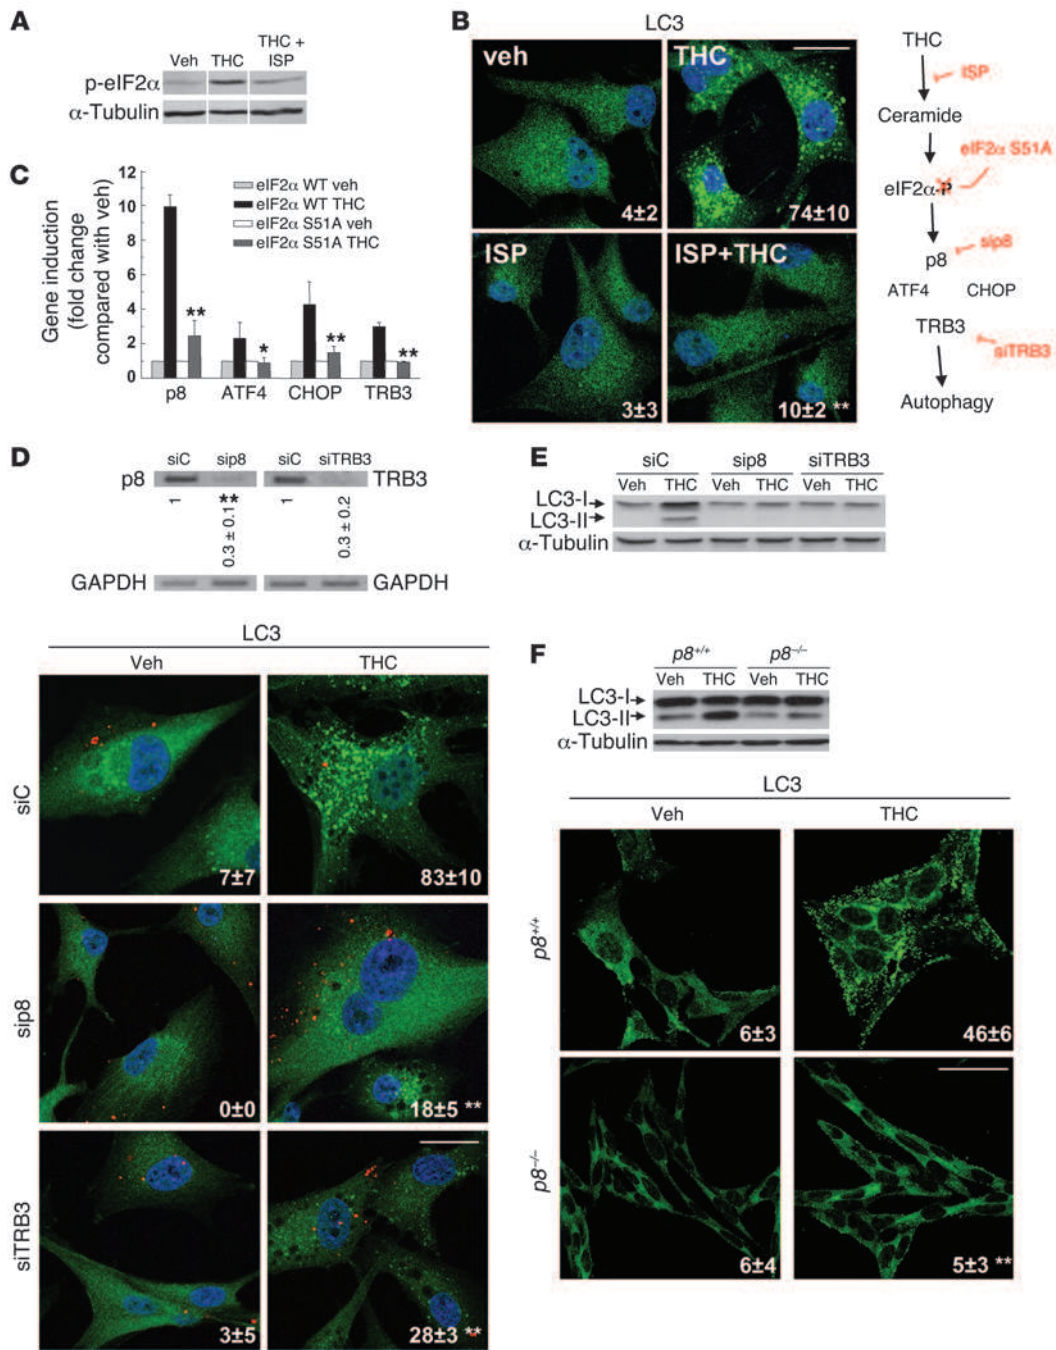 A
Veh THC THC + ISP
p-eIF2α
α-Tubulin
B
LC3
veh
THC
4±2
74±10
ISP
ISP+THC
3±3
10±2 **
THC
ISP
Ceramide
eIF2α S51A
eIF2α-P
p8
sip8
ATF4 CHOP
TRB3
siTRB3
Autophagy
C
Gene induction
(fold change
compared with veh)
12
10
8
6
4
2
0
eIF2α WT veh
eIF2α WT THC
eIF2α S51A veh
eIF2α S51A THC
**
*
**
**
p8 ATF4 CHOP TRB3
D
siC sip8 siC siTRB3
p8
TRB3
1
0.3 ± 0.1**
1
0.3 ± 0.2
GAPDH
GAPDH
LC3
Veh THC
siC
7±7
83±10
sip8
0±0
18±5 **
siTRB3
3±5
28±3 **
E
siC sip8 siTRB3
Veh THC Veh THC Veh THC
LC3-I
LC3-II
α-Tubulin
F
p8+/+ p8–/–
Veh THC Veh THC
LC3-I
LC3-II
α-Tubulin
LC3
Veh THC
p8+/+
6±3
46±6
p8–/–
6±4
5±3 **